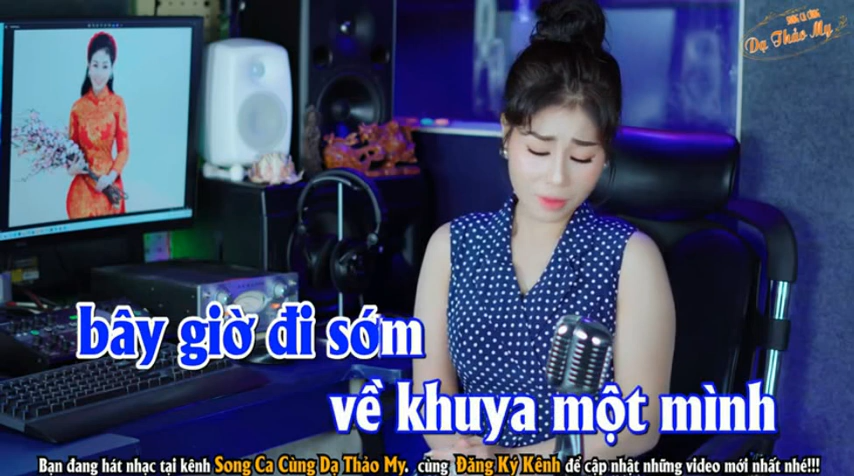 SONG CA CÙNG
Dạ Thảo My
bây giờ đi sớm
về khuya một mình
Bạn đang hát nhạc tại kênh Song Ca Cùng Dạ Thảo My. cùng Đăng Ký Kênh để cập nhật những video mới nhất nhé!!!